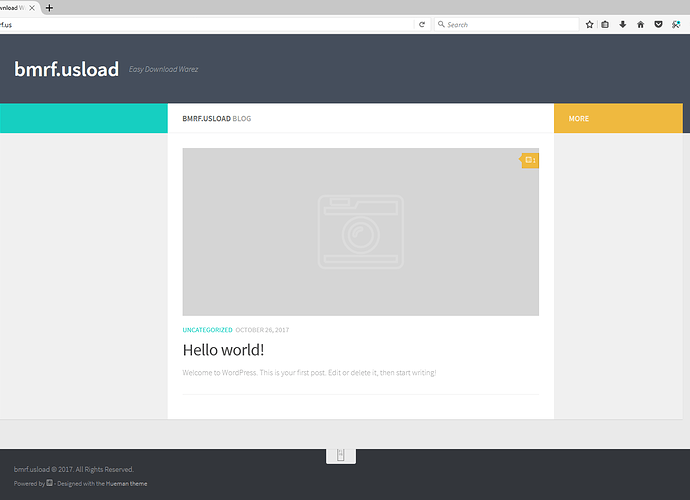 wnload W
rf.us
Search
bmrf.usload Easy Download Warez
BMRF.USLOAD BLOG
MORE
1
UNCATEGORIZED OCTOBER 26, 2017
Hello world!
Welcome to WordPress. This is your first post. Edit or delete it, then start writing!
bmrf.usload © 2017. All Rights Reserved.
Powered by - Designed with the Hueman theme